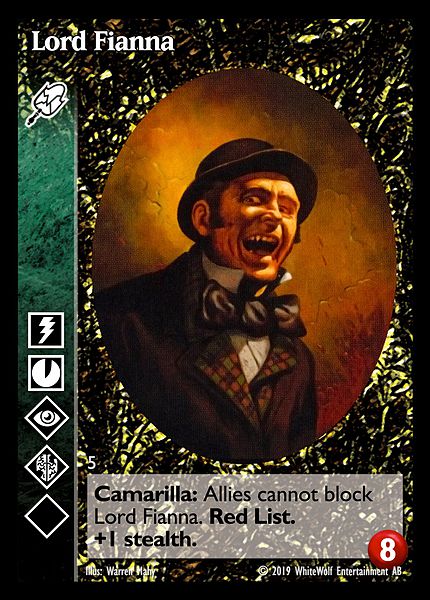 Lord Fianna
5
Camarilla: Allies cannot block
Lord Fianna. Red List.
+1 stealth.
8
Illus: Warren Mahy
© 2019 WhiteWolf Entertainment AB